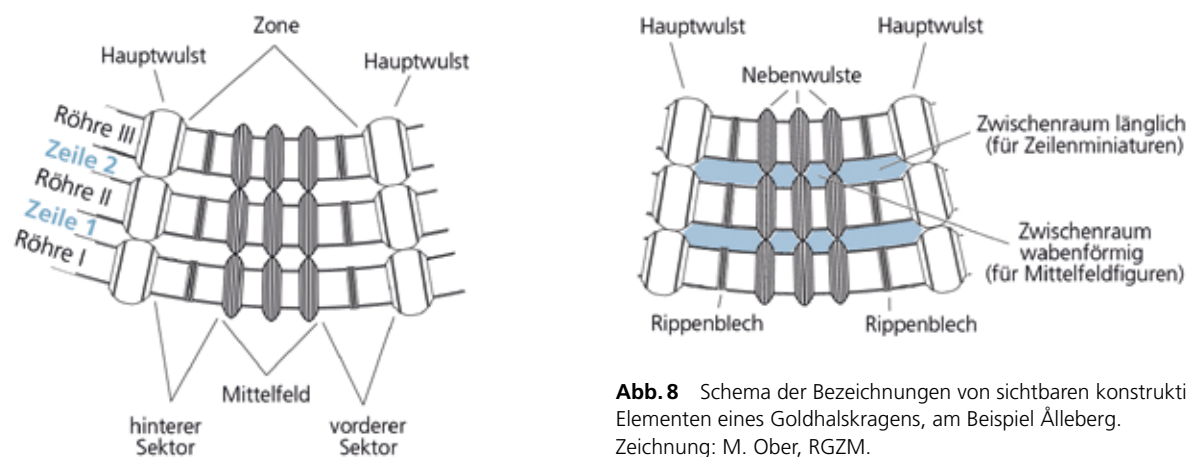 Zone
Hauptwulst
Hauptwulst
Röhre III
Zeile 2
Röhre II
Zeile 1
Röhre I
Mittelfeld
hinterer
Sektor
vorderer
Sektor
Hauptwulst
Hauptwulst
Nebenwulste
Zwischenraum länglich
(für Zeilenminiaturen)
Zwischenraum
wabenförmig
(für Mittelfeldfiguren)
Rippenblech
Rippenblech
Abb. 8 Schema der Bezeichnungen von sichtbaren konstrukti
Elementen eines Goldhalskragens, am Beispiel Ålleberg.
Zeichnung: M. Ober, RGZM.